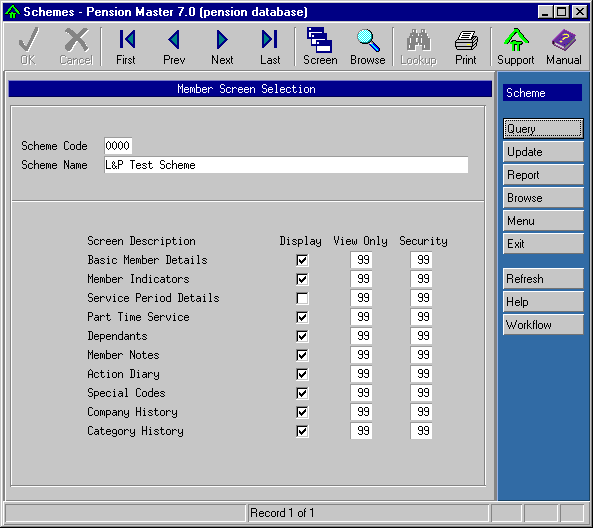 Schemes - Pension Master 7.0 (pension database)
OK Cancel First Prev Next Last Screen Browse Lookup Print Support Manual
Member Screen Selection
Scheme Code 0000
Scheme Name L&P Test Scheme
Screen Description Display View Only Security
Basic Member Details 99 99
Member Indicators 99 99
Service Period Details 99 99
Part Time Service 99 99
Dependants 99 99
Member Notes 99 99
Action Diary 99 99
Special Codes 99 99
Company History 99 99
Category History 99 99
Scheme
Query
Update
Report
Browse
Menu
Exit
Refresh
Help
Workflow
Record 1 of 1